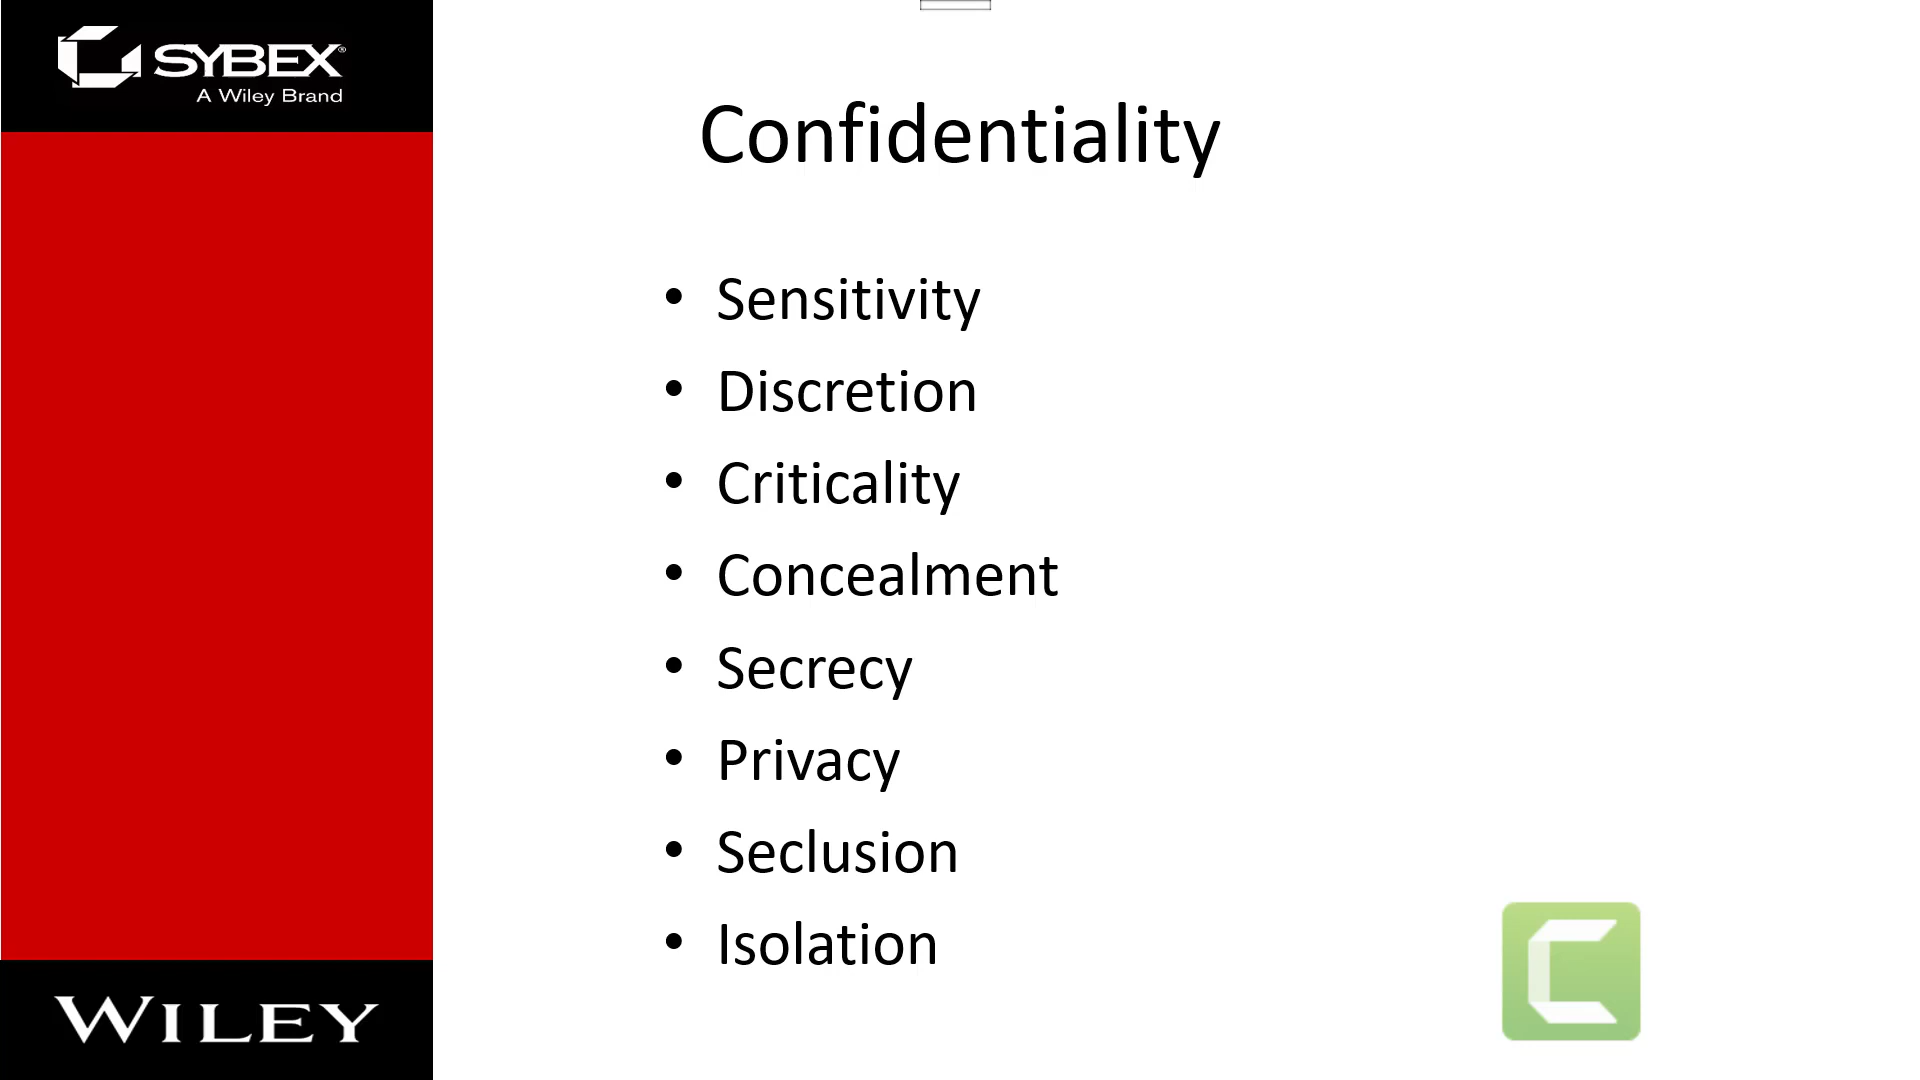 SYBEX®
A Wiley Brand
Confidentiality
• Sensitivity
• Discretion
• Criticality
• Concealment
• Secrecy
• Privacy
• Seclusion
• Isolation
WILEY